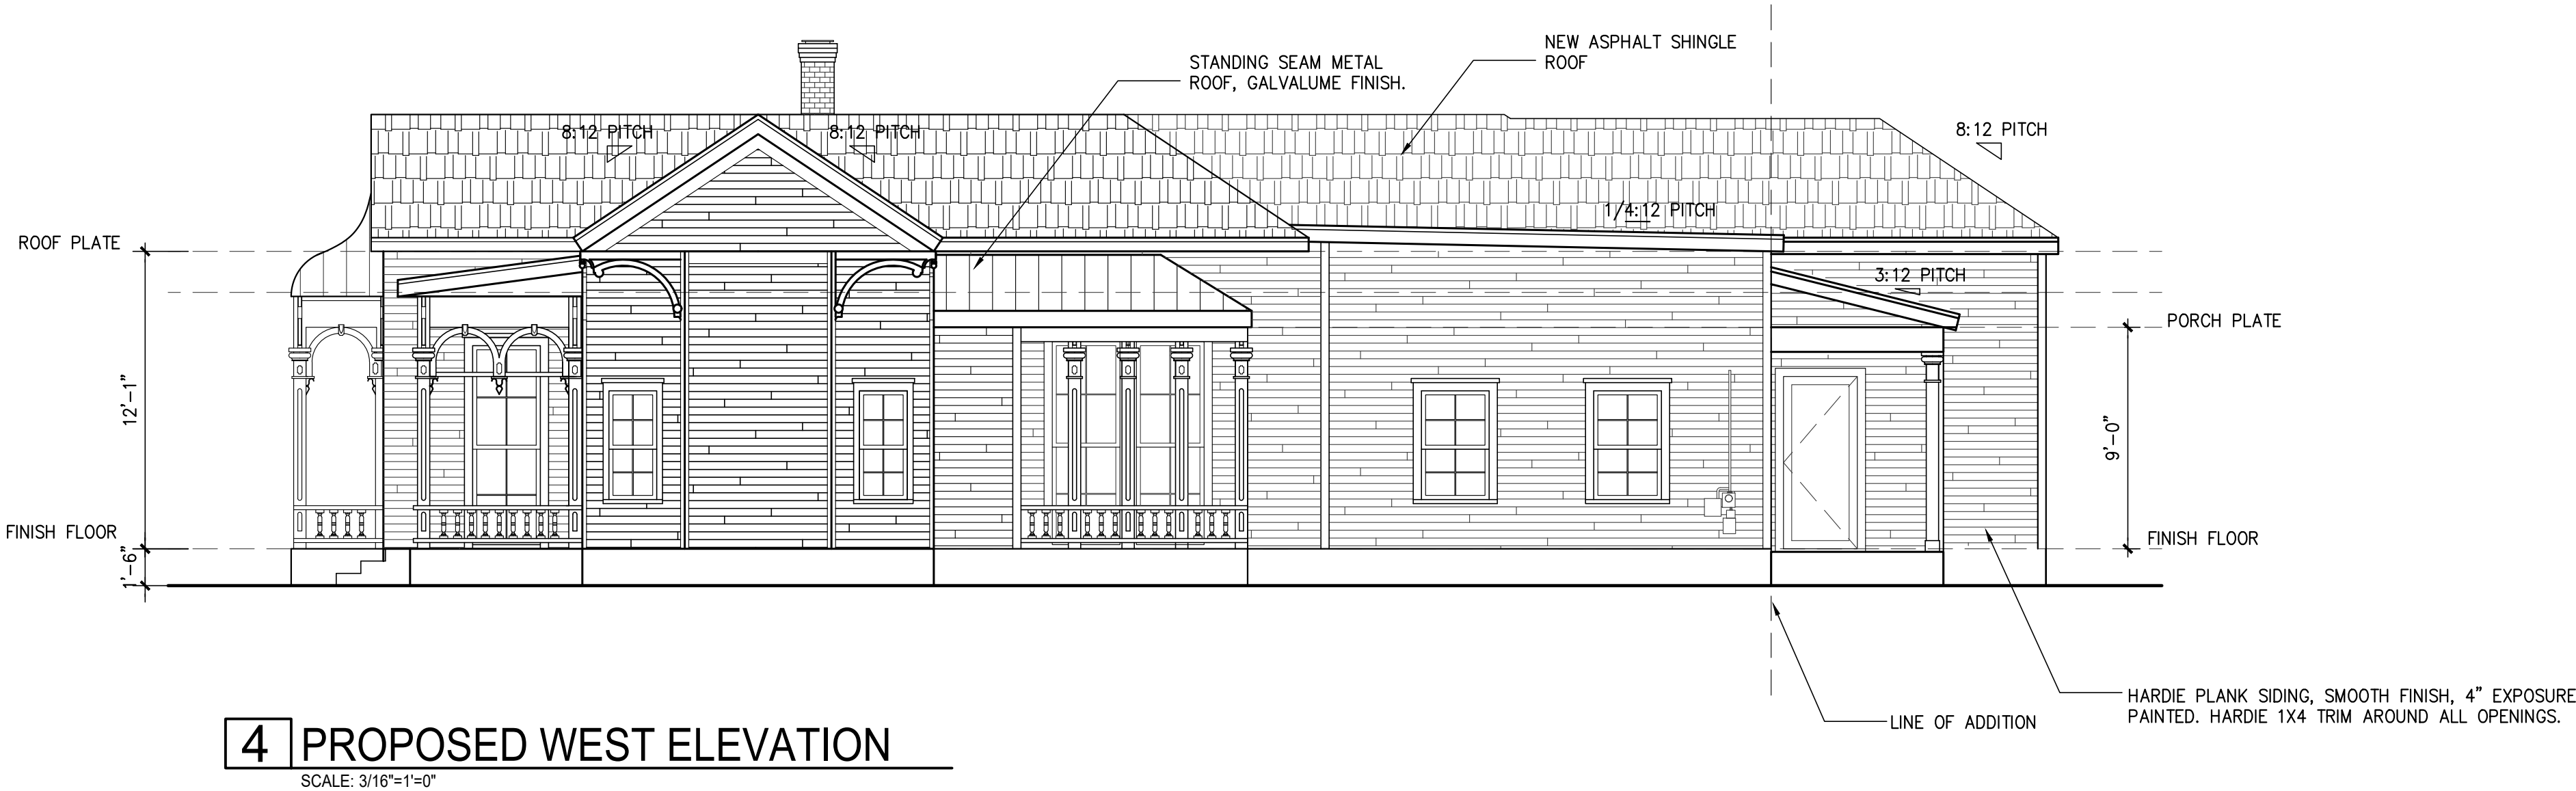 NEW ASPHALT SHINGLE
ROOF
STANDING SEAM METAL
ROOF, GALVALUME FINISH.
8:12 PITCH
8:12 PITCH
8:12 PITCH
1/4:12 PITCH
ROOF PLATE
3:12 PITCH
PORCH PLATE
12'-1"
9'-0"
FINISH FLOOR
FINISH FLOOR
1'-6"
HARDIE PLANK SIDING, SMOOTH FINISH, 4" EXPOSURE
PAINTED. HARDIE 1X4 TRIM AROUND ALL OPENINGS.
LINE OF ADDITION
4 PROPOSED WEST ELEVATION
SCALE: 3/16"=1'=0"